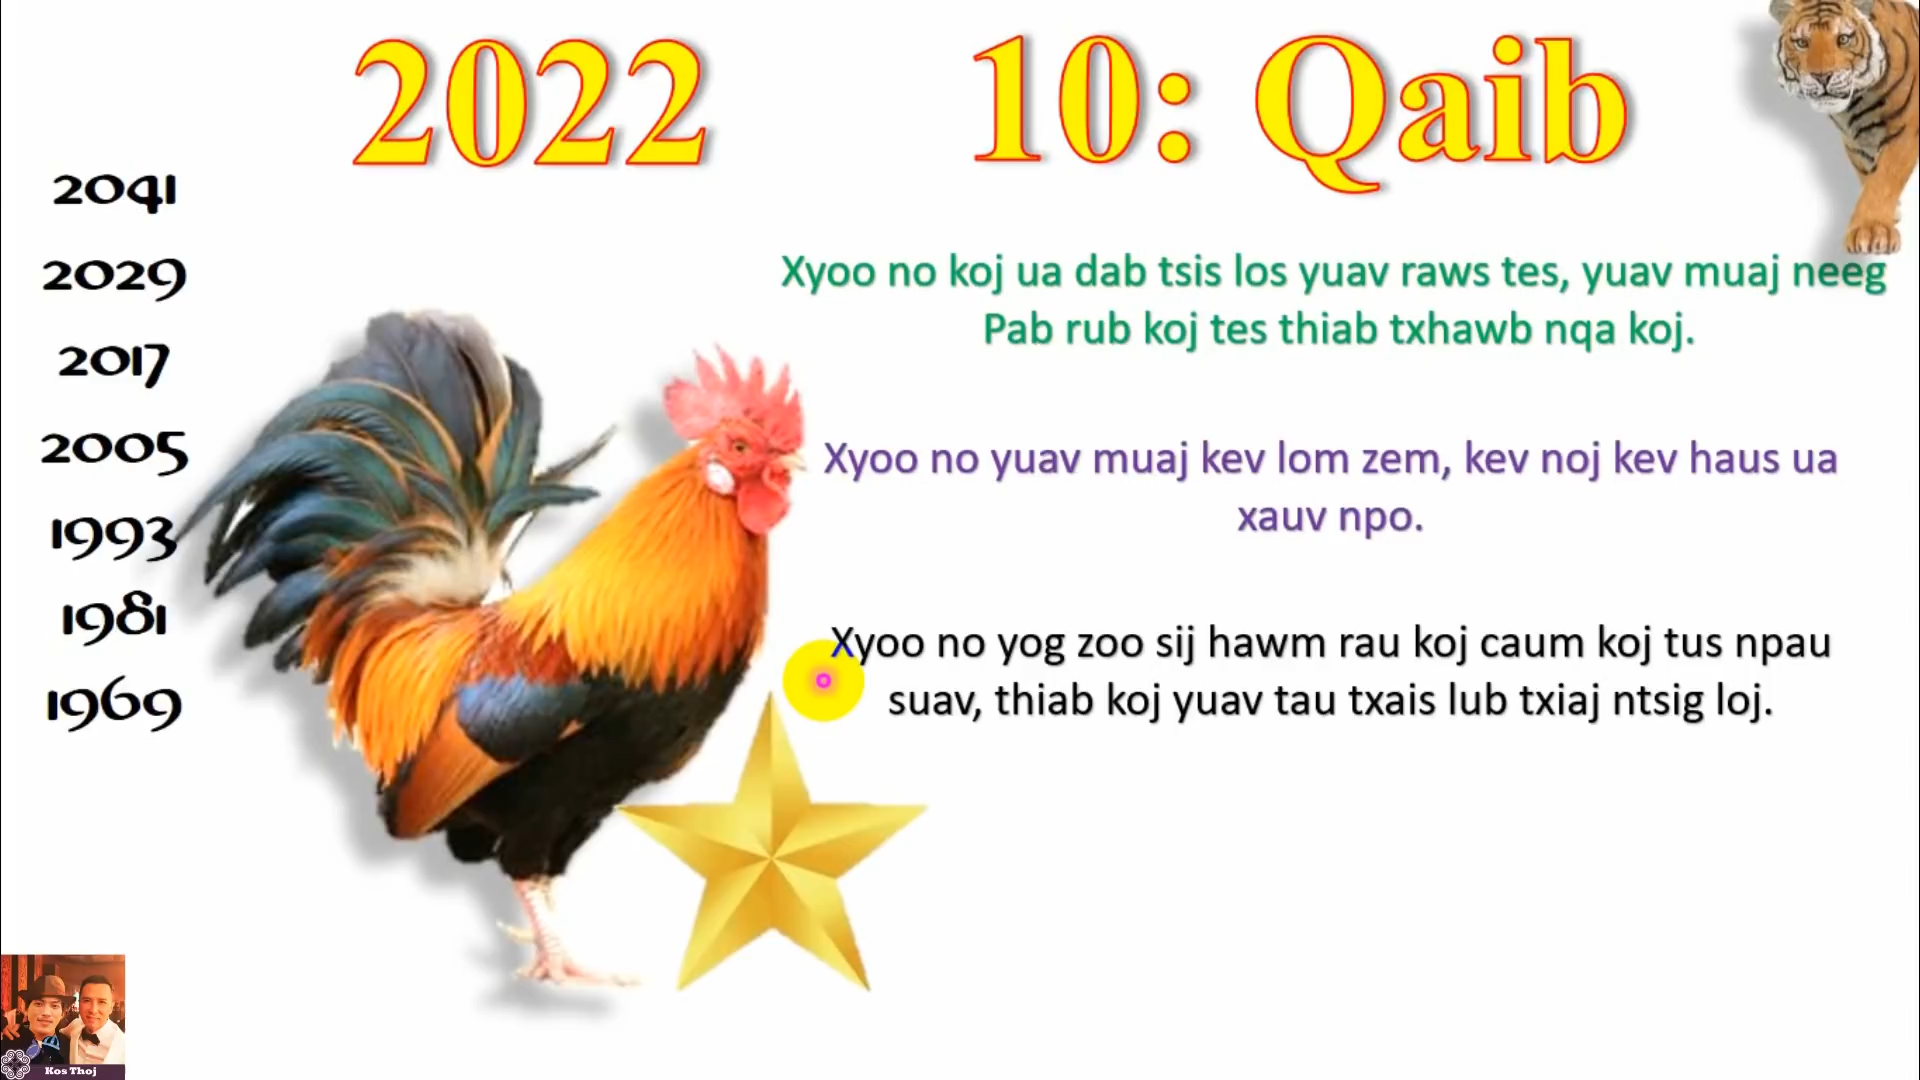 2022
10: Qaib
2041
2029
2017
2005
1993
1981
1969
Xyoo no koj ua dab tsis los yuav raws tes, yuav muaj neeg
Pab rub koj tes thiab txhawb nqa koj.
Xyoo no yuav muaj kev lom zem, kev noj kev haus ua
xauv npo.
Xyoo no yog zoo sij hawm rau koj caum koj tus npau
suav, thiab koj yuav tau txais lub txiaj ntsig loj.
Kos Thoj